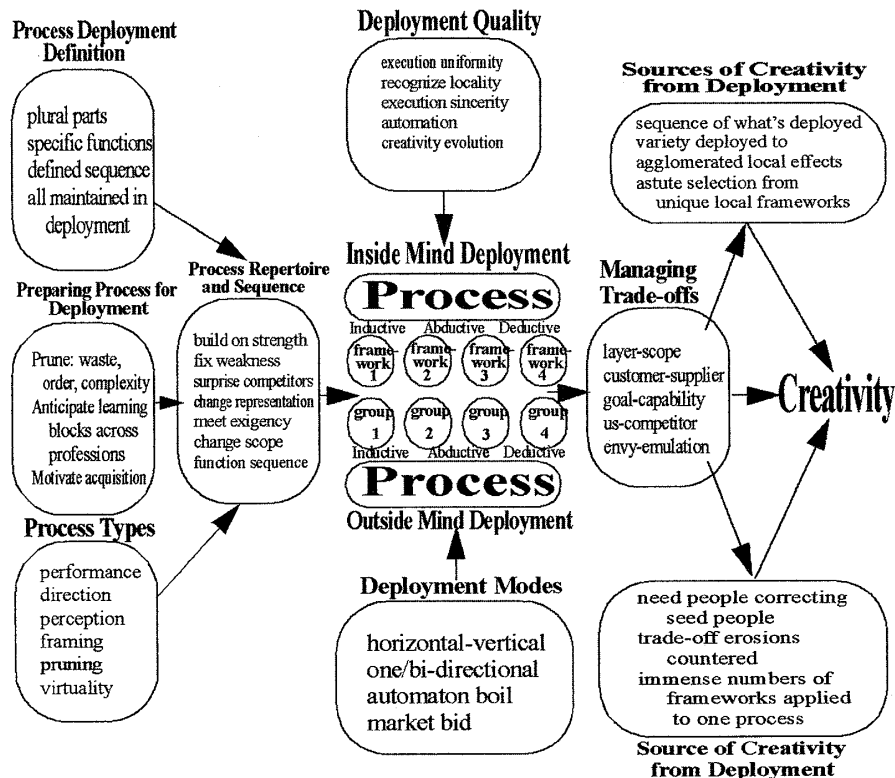 Process Deployment
Definition
plural parts
specific functions
defined sequence
all maintained in
deployment
Deployment Quality
execution uniformity
recognize locality
execution sincerity
automation
creativity evolution
Sources of Creativity
from Deployment
sequence of what's deployed
variety deployed to
agglomerated local effects
astute selection from
unique local frameworks
Preparing Process for
Deployment
Prune: waste,
order, complexity
Anticipate learning
blocks across
professions
Motivate acquisition
Process Repertoire
and Sequence
build on strength
fix weakness
surprise competitors
change representation
meet exigency
change scope
function sequence
Inside Mind Deployment
Process
Inductive Abductive Deductive
frame- frame- frame- frame-
work work work work
1 2 3 4
group group group group
1 2 3 4
Inductive Abductive Deductive
Process
Outside Mind Deployment
Managing
Trade-offs
layer-scope
customer-supplier
goal-capability
us-competitor
envy-emulation
Creativity
Process Types
performance
direction
perception
framing
pruning
virtuality
Deployment Modes
horizontal-vertical
one/bi-directional
automaton boil
market bid
need people correcting
seed people
trade-off erosions
countered
immense numbers of
frameworks applied
to one process
Source of Creativity
from Deployment